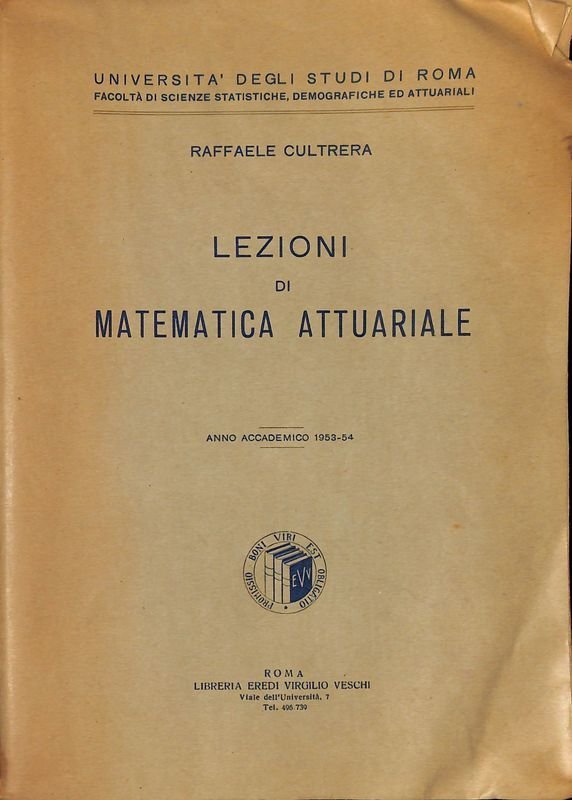 UNIVERSITA' DEGLI STUDI DI ROMA
FACOLTÀ DI SCIENZE STATISTICHE, DEMOGRAFICHE ED ATTUARIALI
RAFFAELE CULTRERA
LEZIONI
DI
MATEMATICA ATTUARIALE
ANNO ACCADEMICO 1953-54
PROMISSIO BONI VIRI EST OBLIGATIO
EVV
ROMA
LIBRERIA EREDI VIRGILIO VESCHI
Viale dell'Università, 7
Tel. 496.739